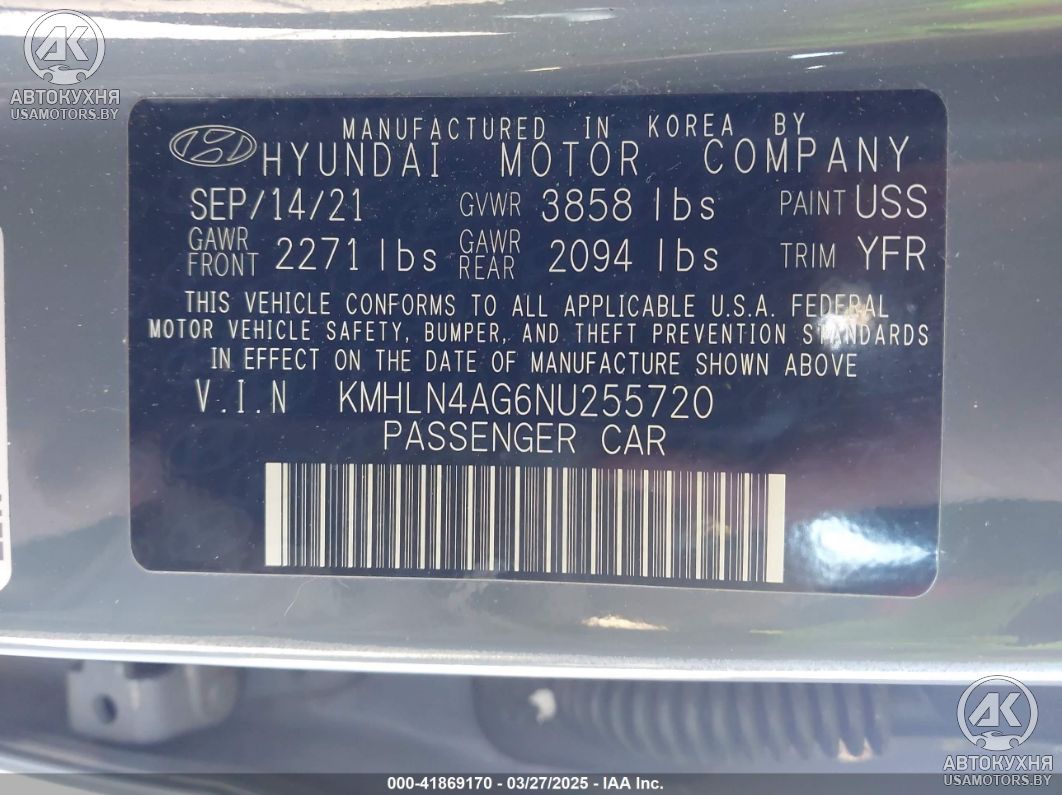 AK
АВТОКУХНЯ
USAMOTORS.BY
MANUFACTURED IN KOREA BY
HYUNDAI MOTOR COMPANY
SEP/14/21 GVWR 3858 lbs PAINT USS
GAWR FRONT 2271 lbs GAWR REAR 2094 lbs TRIM YFR
THIS VEHICLE CONFORMS TO ALL APPLICABLE U.S.A. FEDERAL
MOTOR VEHICLE SAFETY, BUMPER, AND THEFT PREVENTION STANDARDS
IN EFFECT ON THE DATE OF MANUFACTURE SHOWN ABOVE
V.I.N KMHLN4AG6NU255720
PASSENGER CAR
AK
АВТОКУХНЯ
USAMOTORS.BY
000-41869170 - 03/27/2025 - IAA Inc.